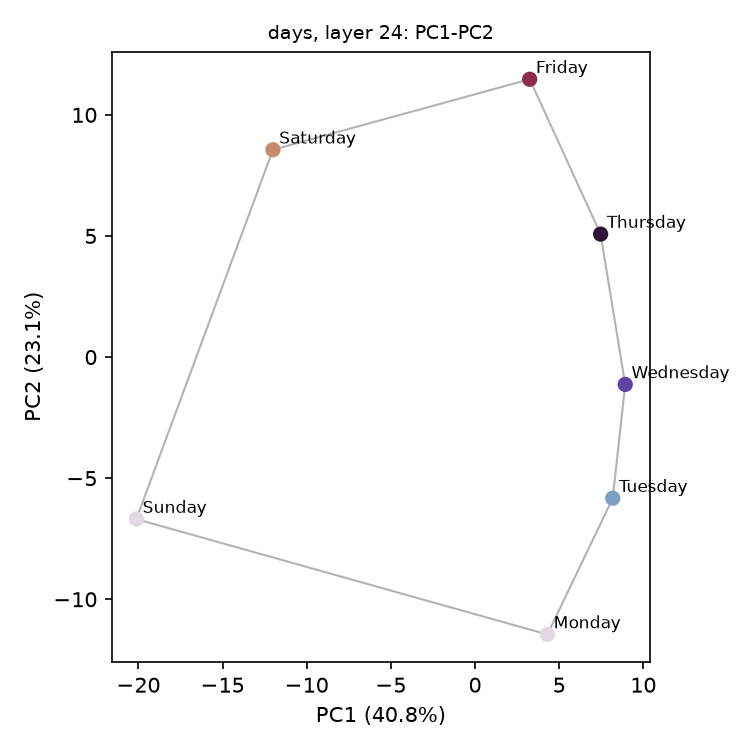 days, layer 24: PC1-PC2
Friday
10
Saturday
Thursday
5
0
Wednesday
PC2 (23.1%)
−5
Tuesday
Sunday
−10
Monday
−20
−15
−10
−5
0
5
10
PC1 (40.8%)